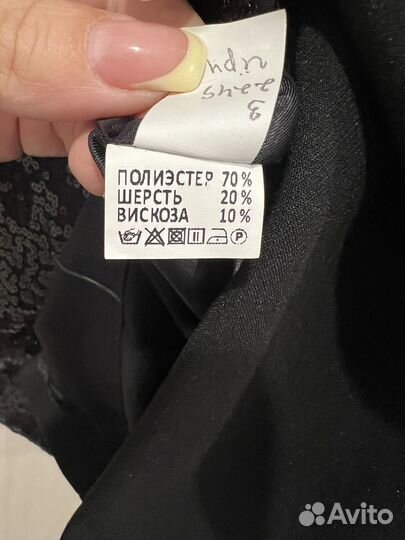 ПОЛИЭСТЕР 70 %
ШЕРСТЬ 20 %
ВИСКОЗА 10 %
P
Avito